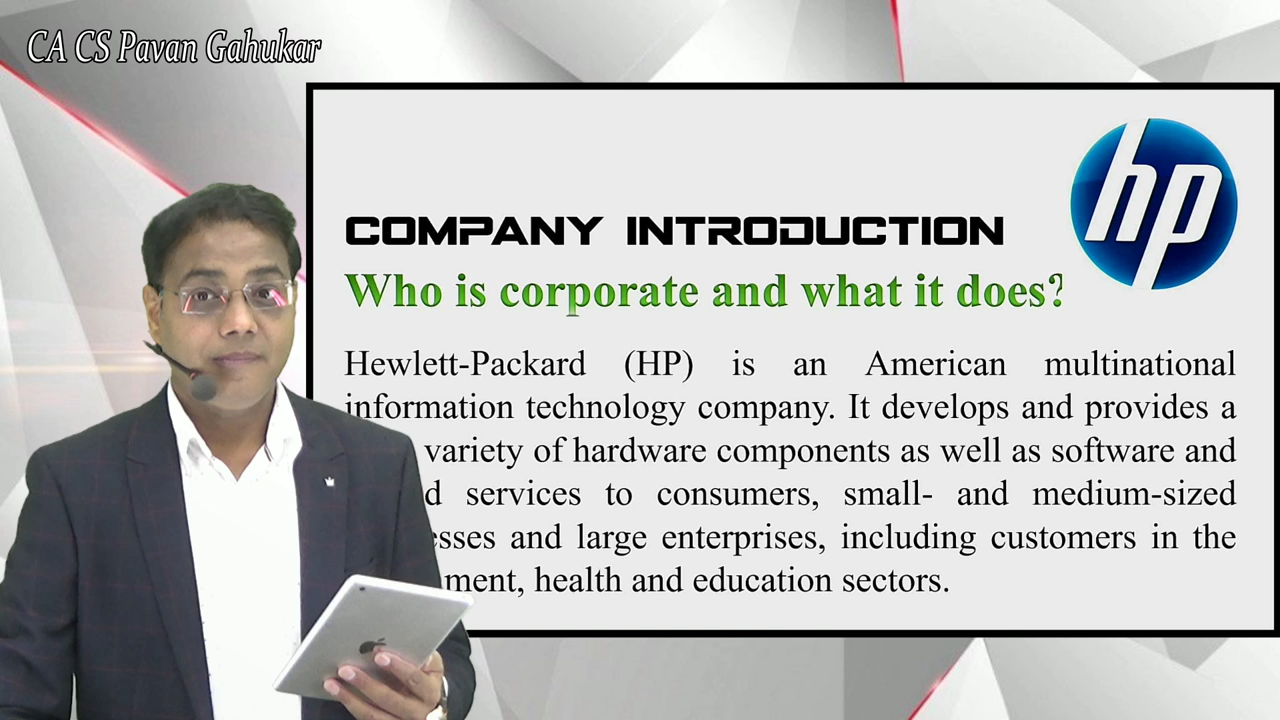 CA CS Pavan Gahukar
hp
COMPANY INTRODUCTION
Who is corporate and what it does?
Hewlett-Packard (HP) is an American multinational
information technology company. It develops and provides a
variety of hardware components as well as software and
services to consumers, small- and medium-sized
and large enterprises, including customers in the
health and education sectors.